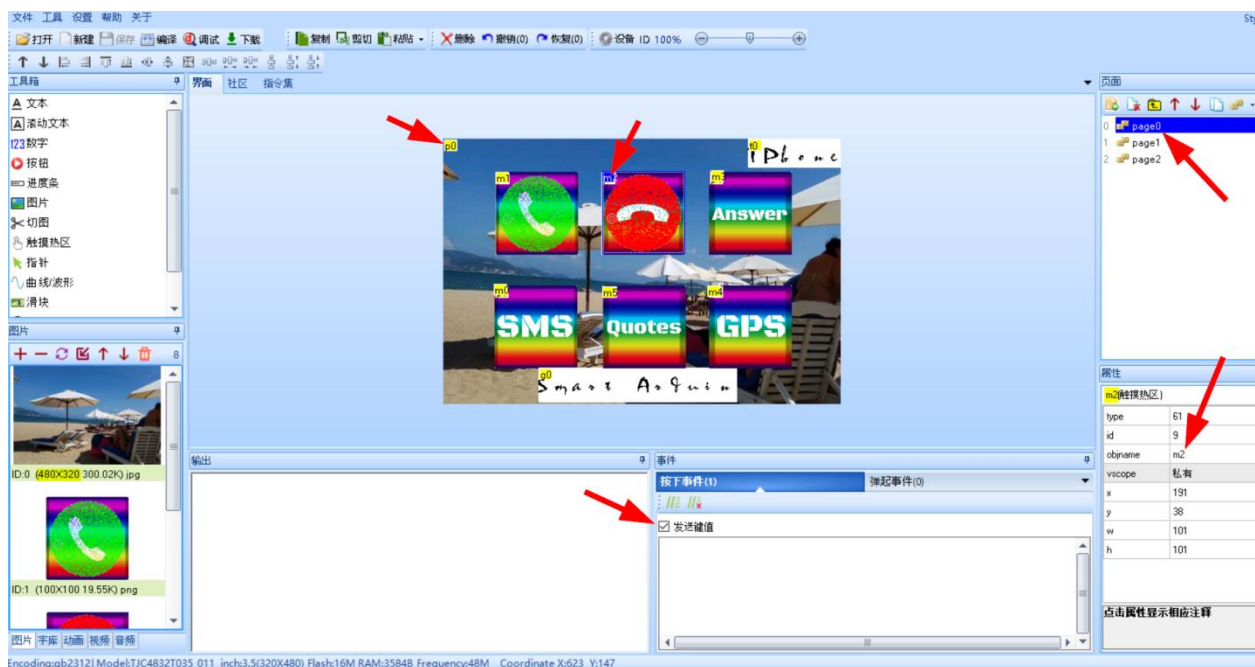 文件 工具 设置 帮助 关于
打开 新建 保存 编译 调试 下载 复制 剪切 粘贴 删除 撤销(0) 恢复(0) 设备 ID 100%
工具箱
界面 社区 指令集
页面
A 文本
A 滚动文本
123 数字
按钮
进度条
图片
切图
触摸热区
指针
曲线/波形
滑块
0 page0
1 page1
2 page2
p0
t0
iPhone
m1
m3
Answer
m0
SMS
m5
Quotes
m4
GPS
g0
Smart Arduin
图片
8
ID:0 (480X320 300.02K) jpg
ID:1 (100X100 19.55K) png
图片 字库 动画 视频 音频
输出
事件
按下事件(1) 弹起事件(0)
发送键值
属性
m2(触摸热区)
type 61
id 9
objname m2
vscope 私有
x 191
y 38
w 101
h 101
点击属性显示相应注释
Encoding:gb2312| Model:TJC4832T035_011 inch:3.5(320X480) Flash:16M RAM:3584B Frequency:48M Coordinate X:623 Y:147